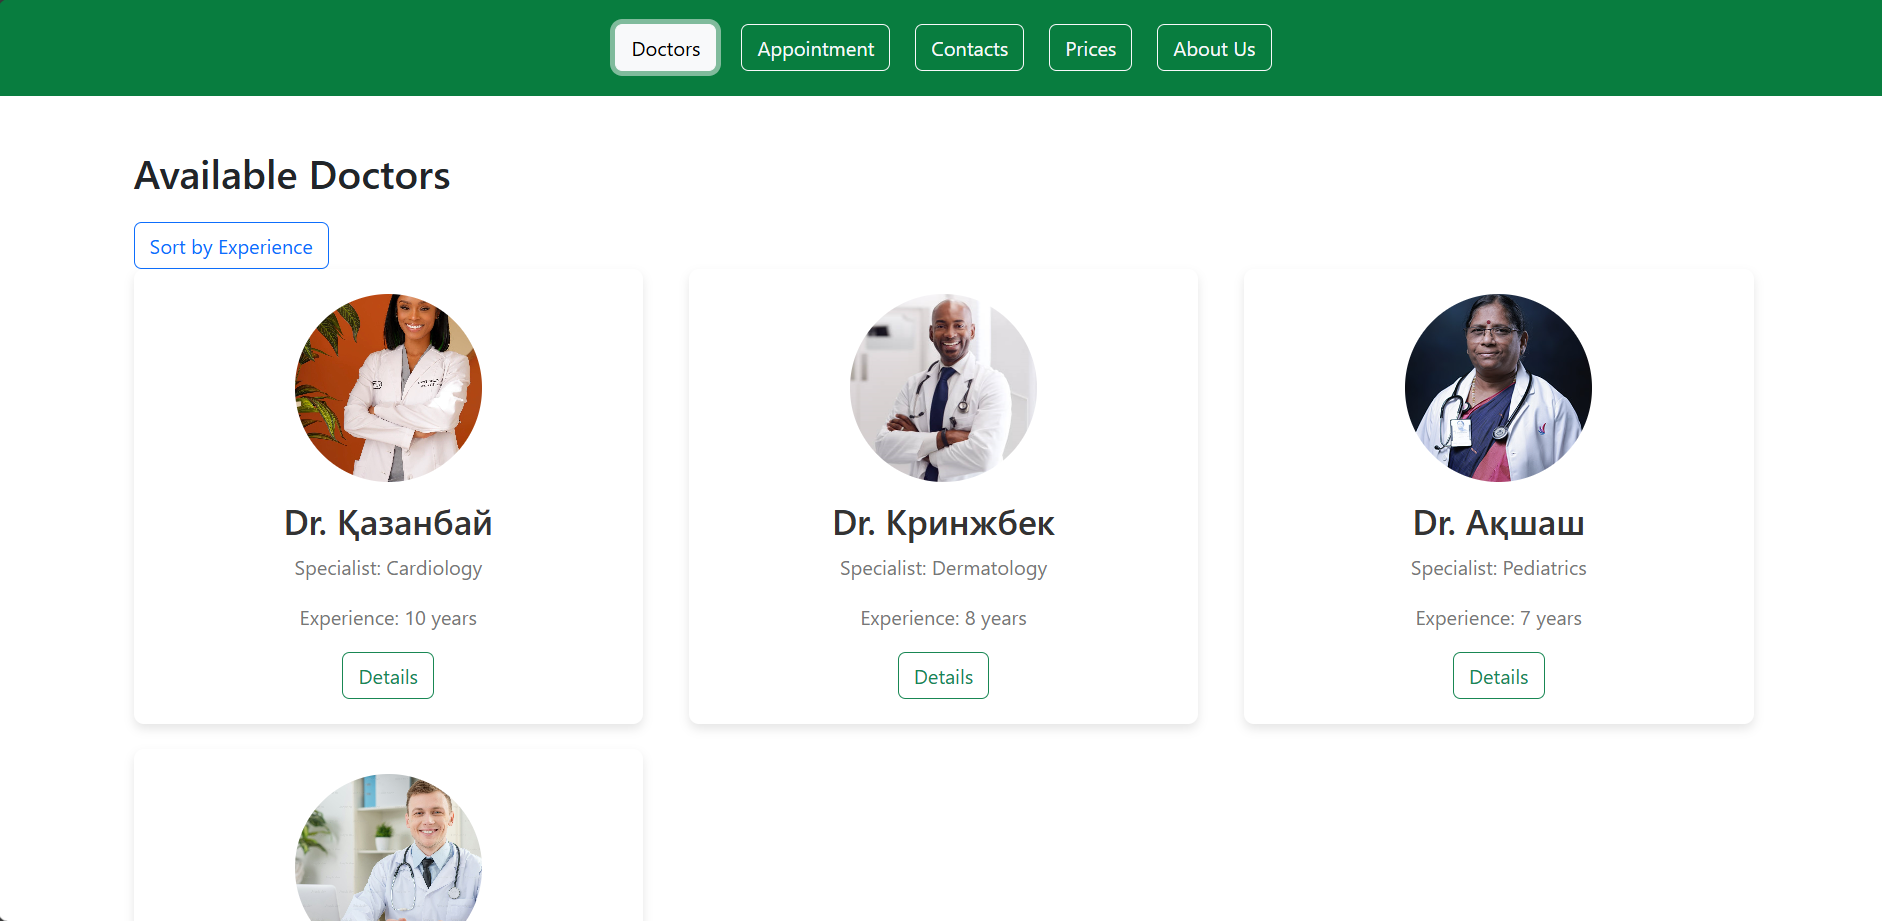 Doctors Appointment Contacts Prices About Us
Available Doctors
Sort by Experience
Dr. Қазанбай
Specialist: Cardiology
Experience: 10 years
Details
Dr. Кринжбек
Specialist: Dermatology
Experience: 8 years
Details
Dr. Ақшаш
Specialist: Pediatrics
Experience: 7 years
Details